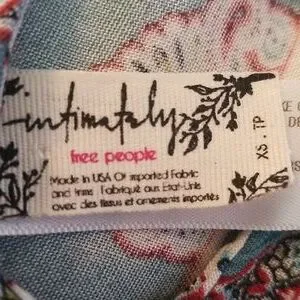 intimately
free people
XS · TP
Made in USA Of Imported Fabric
and trims Fabriqué aux États-Unis
avec des tissus et ornements importés